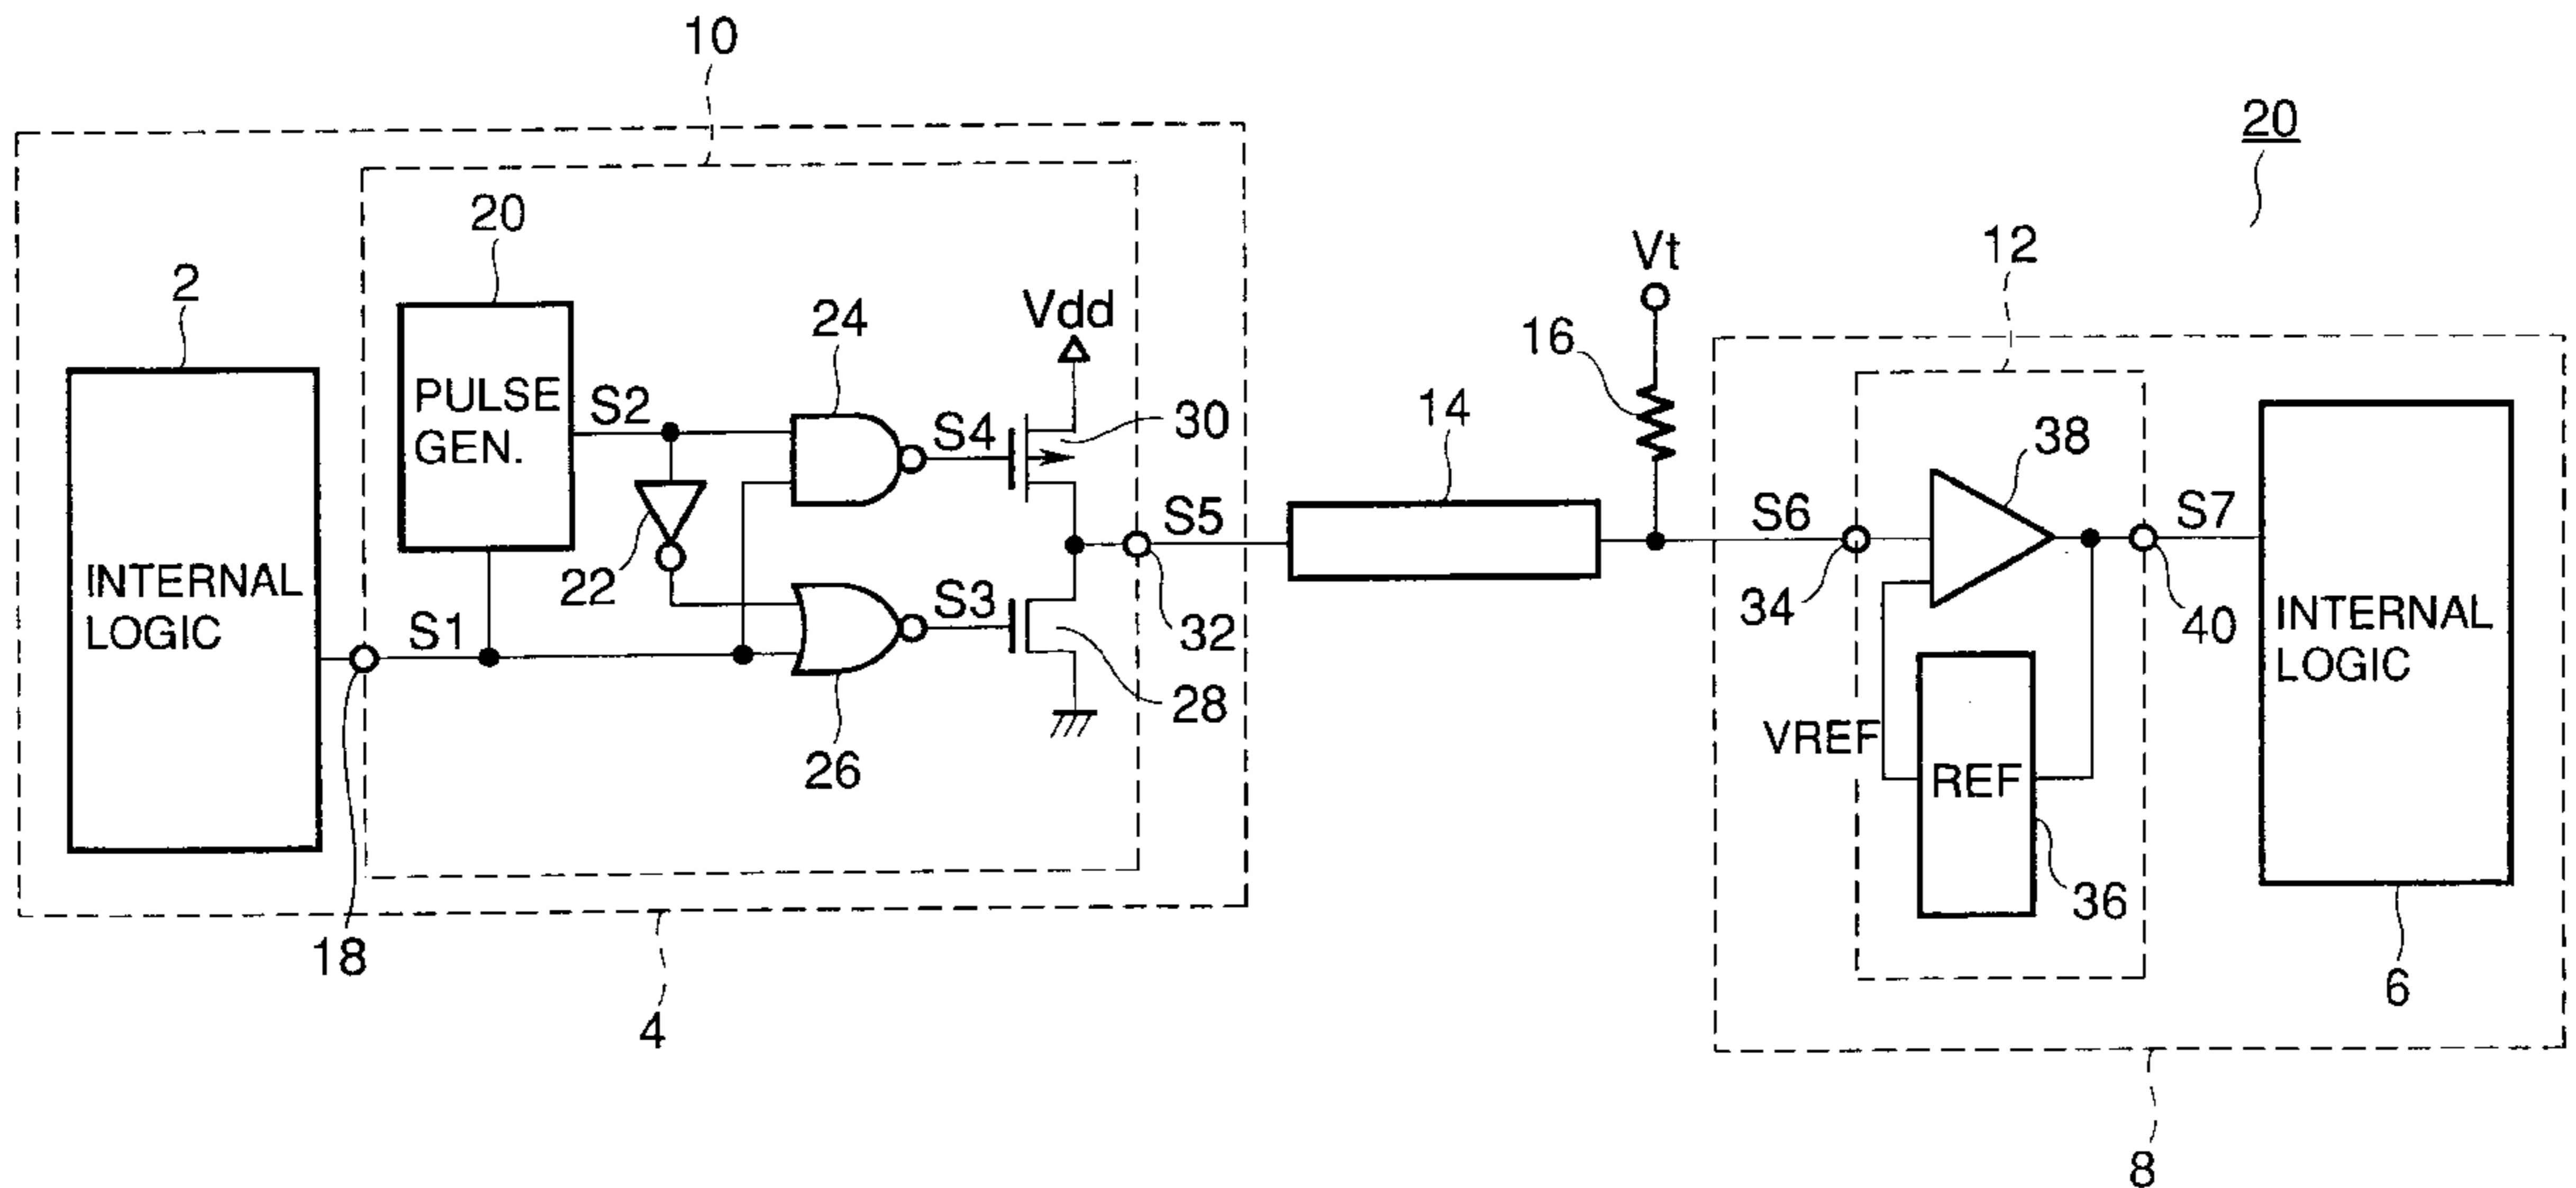 10
20
20
2
24
Vdd
Vt
12
16
PULSE
GEN.
S2
S4
30
14
38
22
S5
S6
S7
INTERNAL
LOGIC
S1
S3
32
34
40
INTERNAL
LOGIC
28
26
VREF
REF
36
18
4
6
8